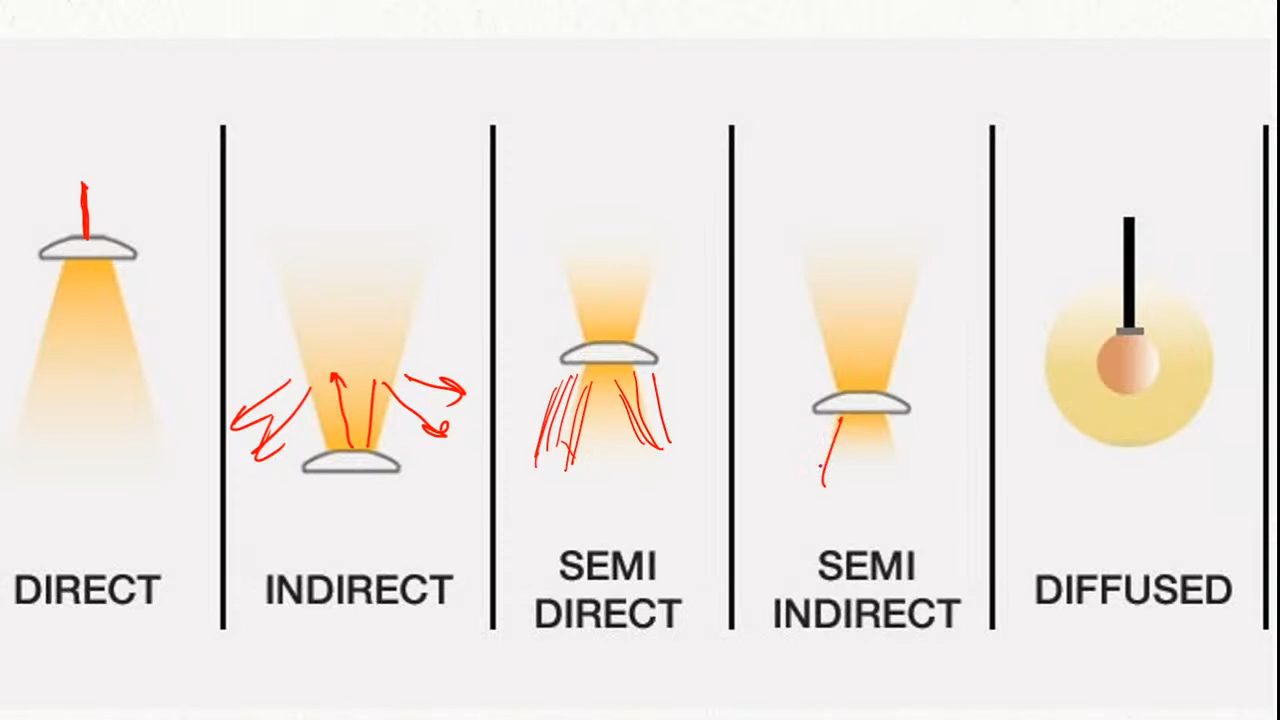 DIRECT
INDIRECT
SEMI
DIRECT
SEMI
INDIRECT
DIFFUSED